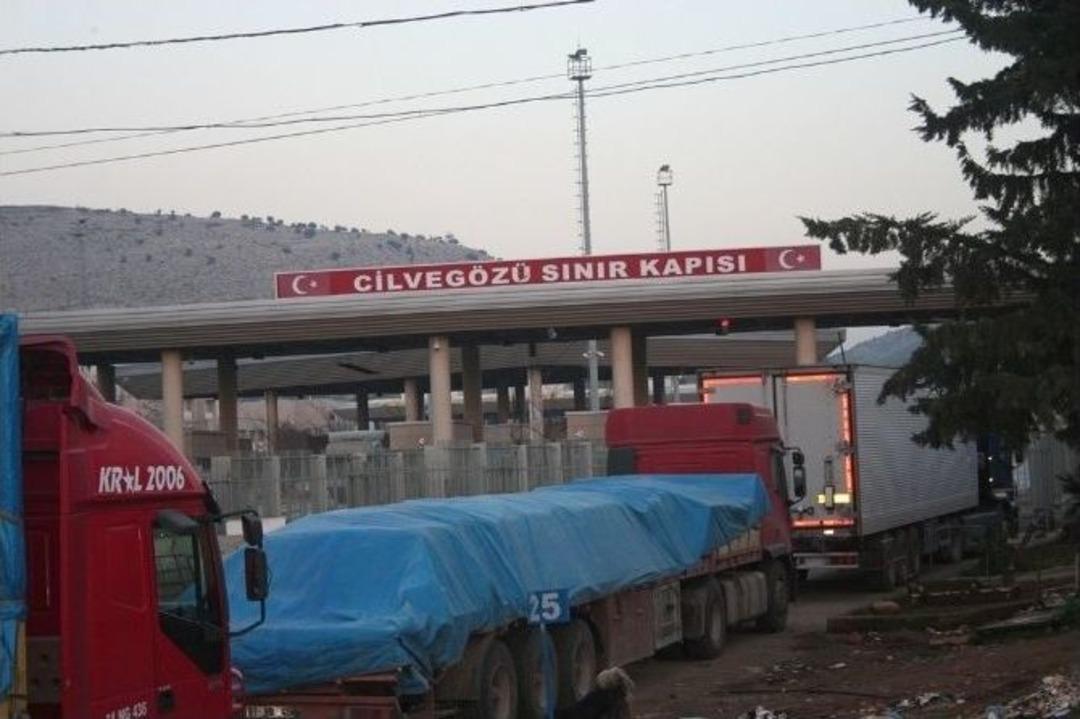 CİLVEGÖZÜ SINIR KAPISI
KR★L 2006
25